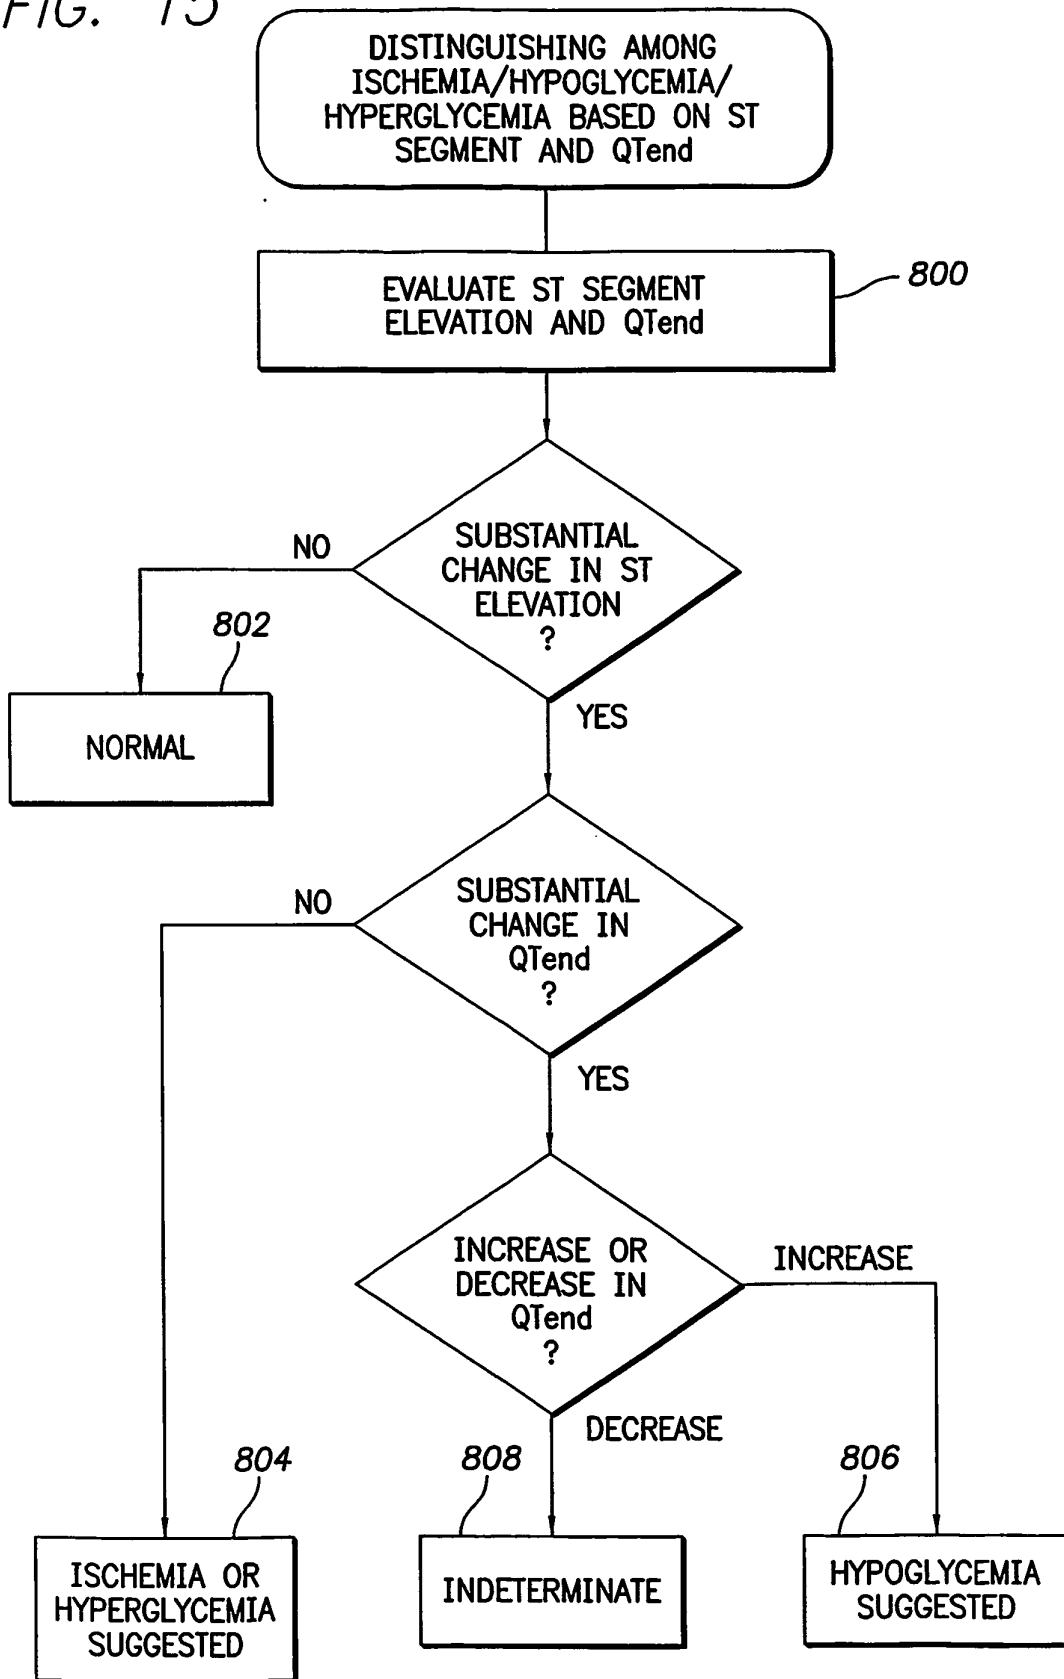 FIG. 15
DISTINGUISHING AMONG
ISCHEMIA/HYPOGLYCEMIA/
HYPERGLYCEMIA BASED ON ST
SEGMENT AND QTend
EVALUATE ST SEGMENT
ELEVATION AND QTend
800
SUBSTANTIAL
CHANGE IN ST
ELEVATION
?
NO
802
NORMAL
YES
SUBSTANTIAL
CHANGE IN
QTend
?
NO
YES
INCREASE OR
DECREASE IN
QTend
?
INCREASE
DECREASE
804
ISCHEMIA OR
HYPERGLYCEMIA
SUGGESTED
808
INDETERMINATE
806
HYPOGLYCEMIA
SUGGESTED